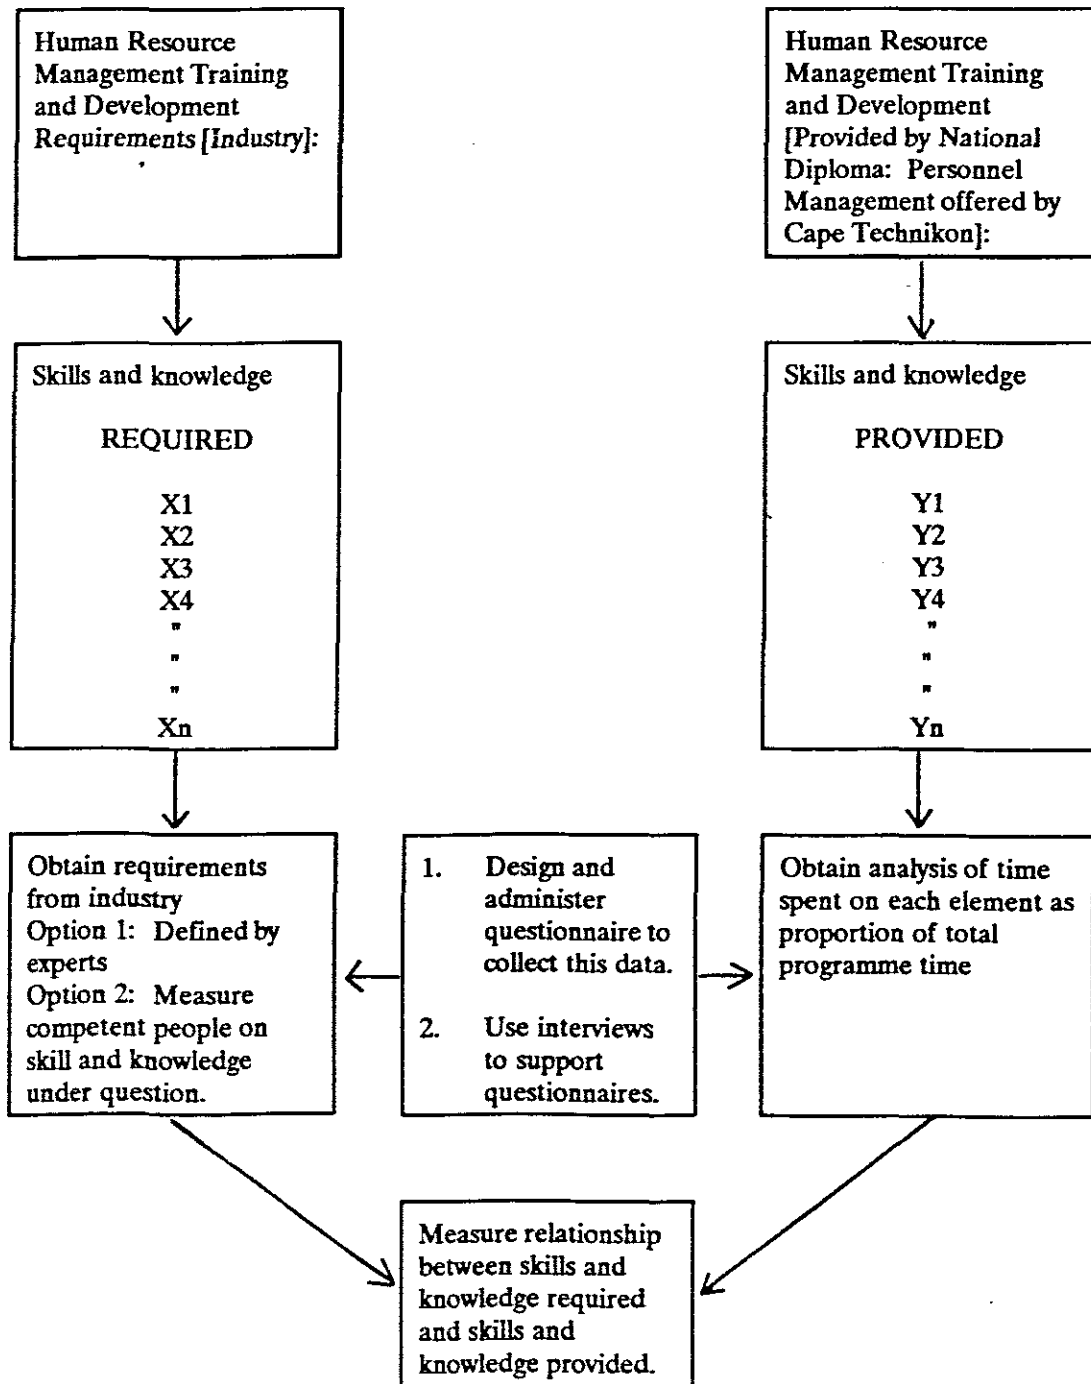 Human Resource
Management Training
and Development
Requirements [Industry]:
Human Resource
Management Training
and Development
[Provided by National
Diploma: Personnel
Management offered by
Cape Technikon]:
Skills and knowledge
REQUIRED
X1
X2
X3
X4
"
"
"
Xn
Skills and knowledge
PROVIDED
Y1
Y2
Y3
Y4
"
"
"
Yn
Obtain requirements
from industry
Option 1: Defined by
experts
Option 2: Measure
competent people on
skill and knowledge
under question.
1. Design and
administer
questionnaire to
collect this data.
2. Use interviews
to support
questionnaires.
Obtain analysis of time
spent on each element as
proportion of total
programme time
Measure relationship
between skills and
knowledge required
and skills and
knowledge provided.